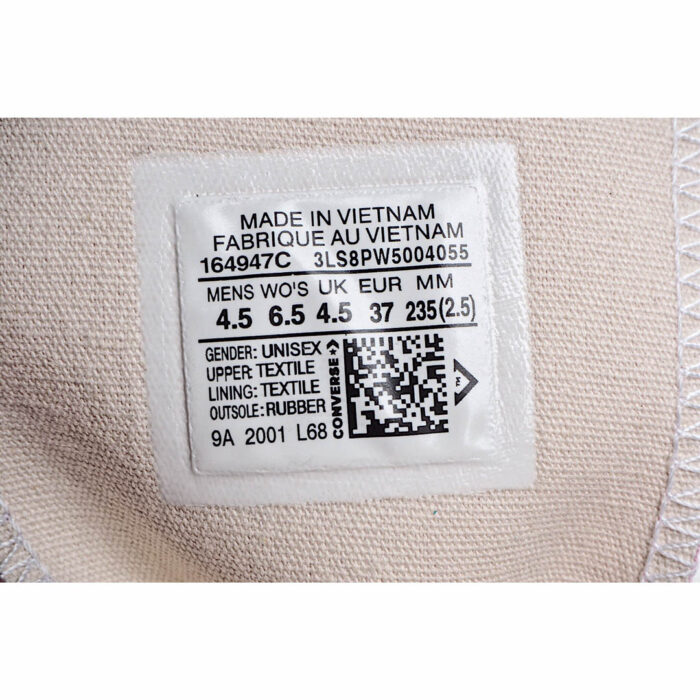 MADE IN VIETNAM
FABRIQUE AU VIETNAM
164947C 3LS8PW5004055
MENS WO'S UK EUR MM
4.5 6.5 4.5 37 235(2.5)
GENDER: UNISEX
UPPER: TEXTILE
LINING: TEXTILE
OUTSOLE: RUBBER
9A 2001 L68
CONVERSE
TM